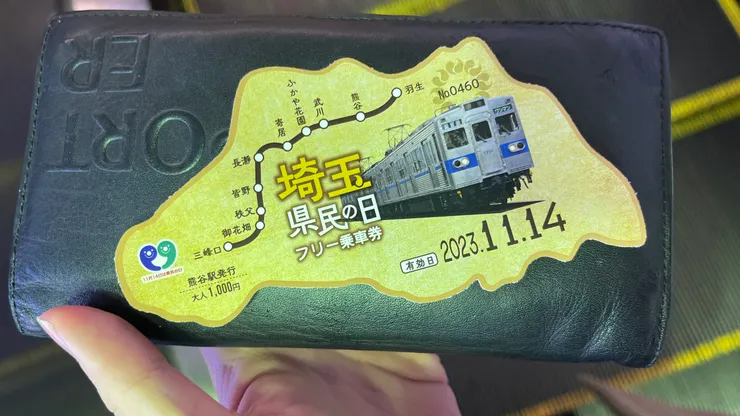 PORTER
羽生
熊谷
武川
ふかや花園
寄居
長瀞
皆野
秩父
御花畑
三峰口
No0460
埼玉
県民の日
フリー乗車券
有効日 2023.11.14
熊谷駅発行
大人1,000円